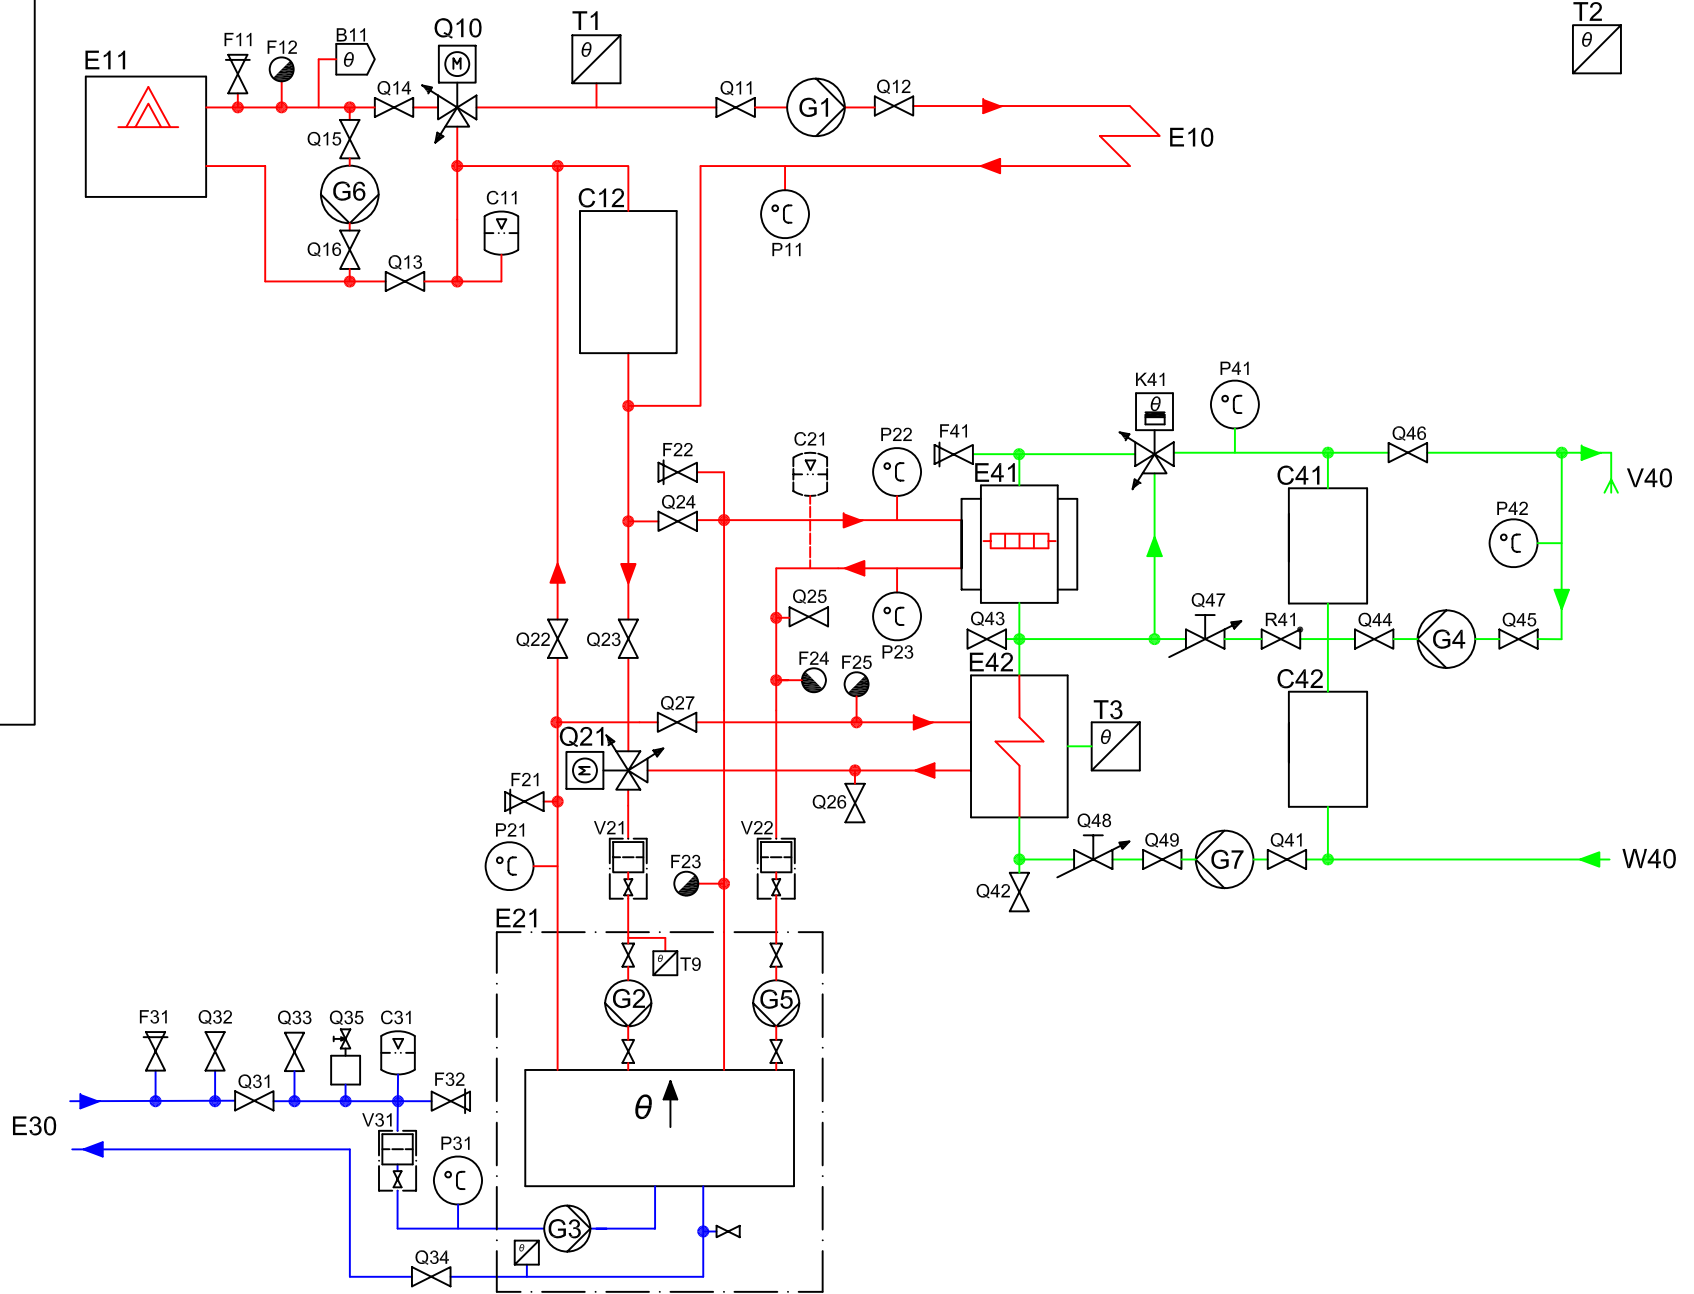 T2
θ
T1
θ
Q10
M
F11
F12
B11
θ
E11
Q14
Q11
G1
Q12
E10
Q15
G6
Q16
Q13
C11
C12
°C
P11
P41
°C
K41
θ
C21
P22
°C
F41
Q46
F22
E41
C41
V40
Q24
P42
°C
Q25
Q47
Q22
Q23
Q43
R41
Q44
G4
Q45
°C
P23
F24
F25
E42
C42
Q27
T3
θ
Q21
M
F21
Q26
P21
°C
V21
V22
Q48
Q49
G7
Q41
W40
F23
Q42
E21
θ
T9
G2
G5
F31
Q32
Q33
Q35
C31
Q31
F32
θ
E30
V31
P31
°C
G3
θ
Q34